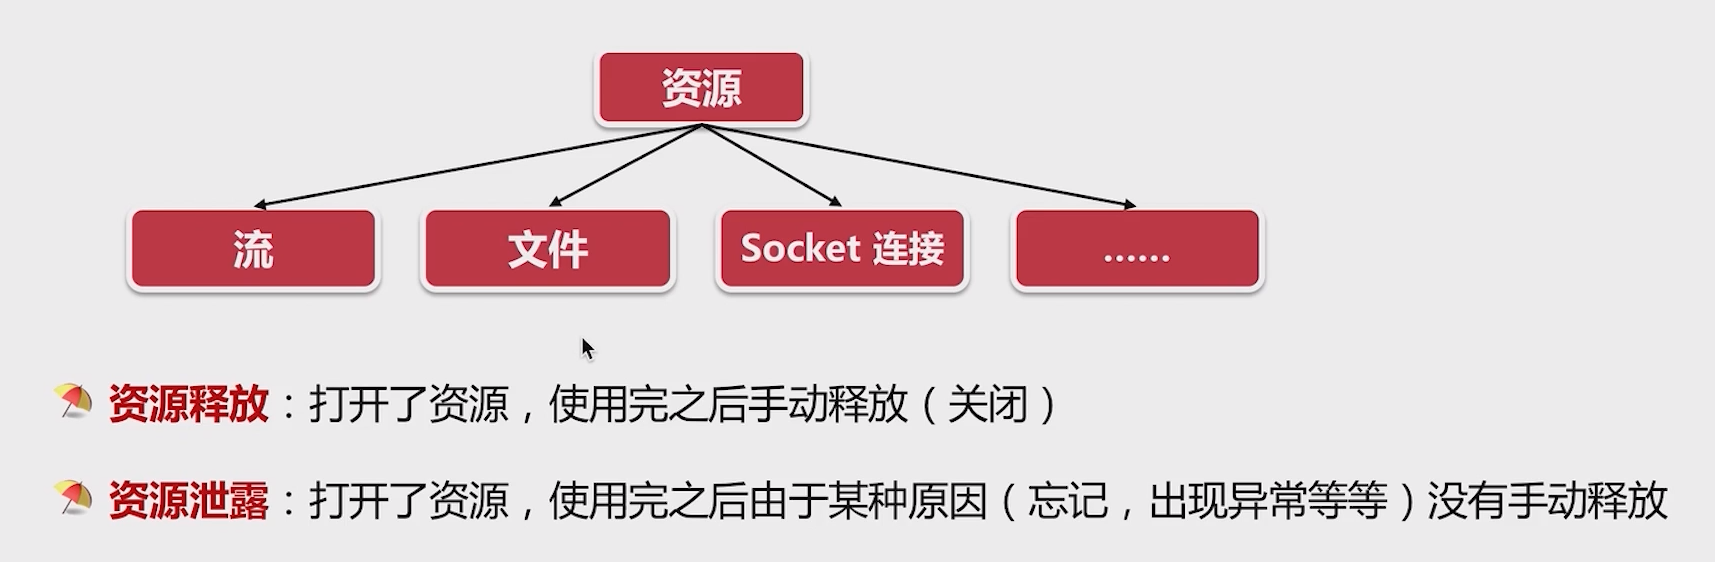 资源
流
文件
Socket 连接
......
资源释放：打开了资源，使用完之后手动释放（关闭）
资源泄露：打开了资源，使用完之后由于某种原因（忘记，出现异常等等）没有手动释放